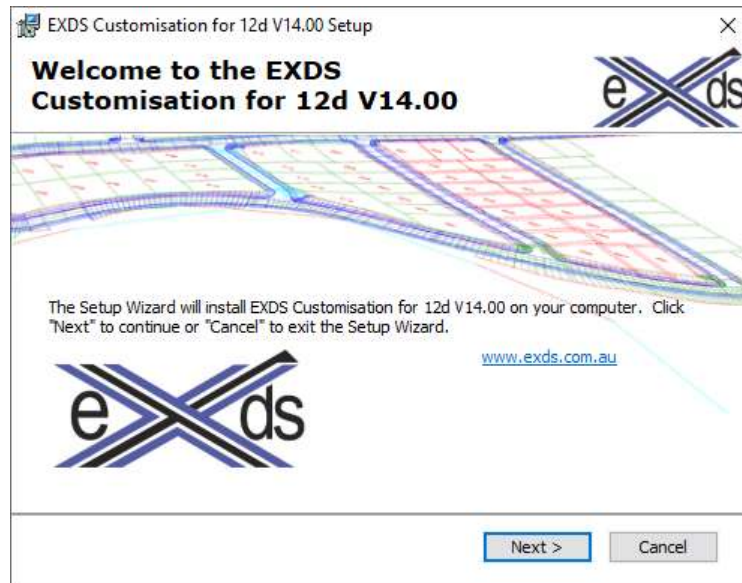 EXDS Customisation for 12d V14.00 Setup
Welcome to the EXDS
Customisation for 12d V14.00
exds
The Setup Wizard will install EXDS Customisation for 12d V14.00 on your computer. Click
"Next" to continue or "Cancel" to exit the Setup Wizard.
www.exds.com.au
exds
Next >
Cancel